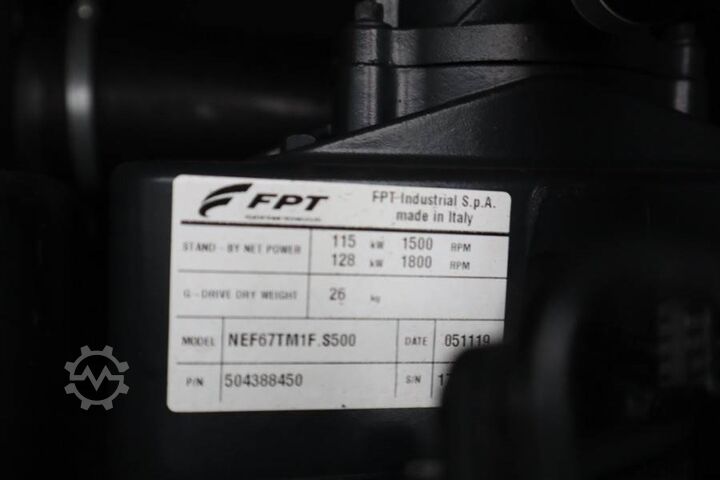 FPT
FPT Industrial S.p.A.
made in Italy
STAND - BY NET POWER 115 kW 1500 RPM
128 kW 1800 RPM
G - DRIVE DRY WEIGHT 26 kg
MODEL NEF67TM1F.S500 DATE 051119
P/N 504388450 S/N